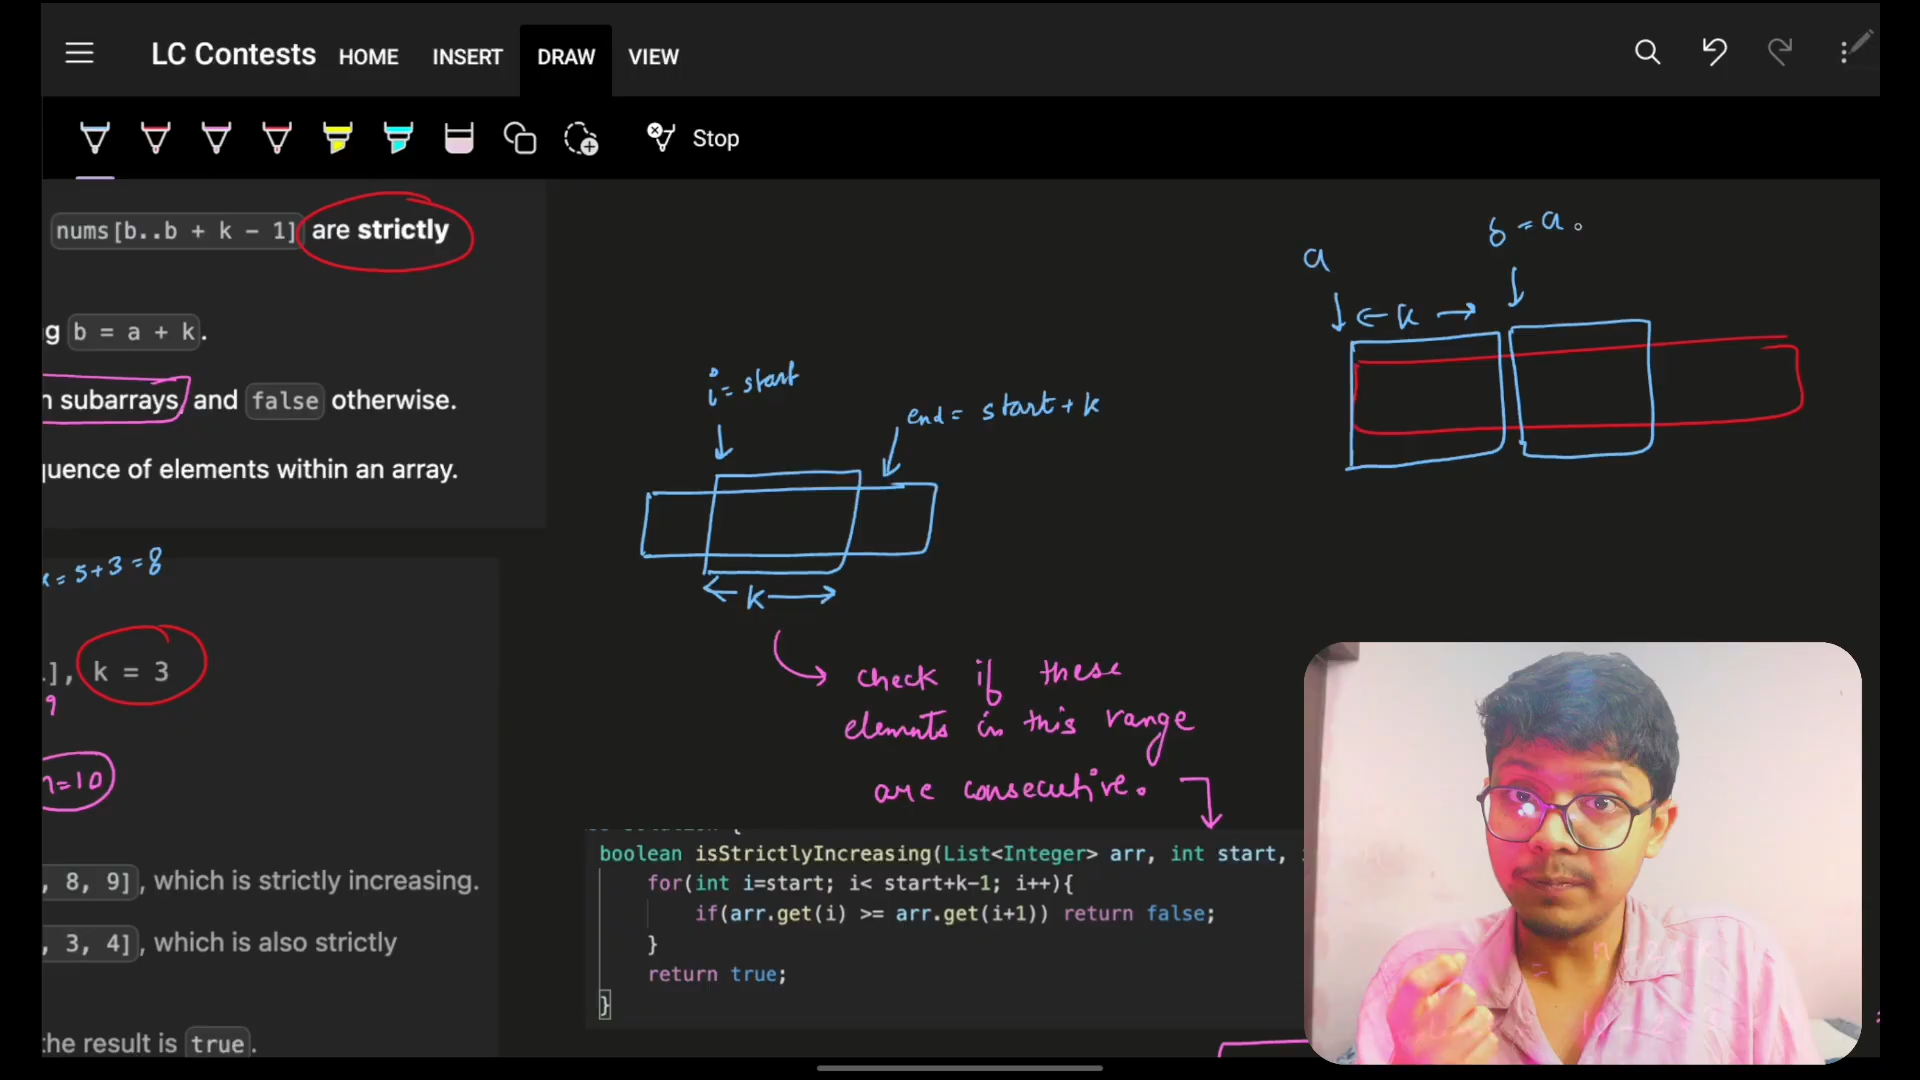 LC Contests HOME INSERT DRAW VIEW
Stop
nums[b..b + k - 1] are strictly
g b = a + k.
n subarrays, and false otherwise.
quence of elements within an array.
= 5+3 = 8
], k = 3
9
n=10
, 8, 9], which is strictly increasing.
, 3, 4], which is also strictly
the result is true.
i = start
end = start + k
k
check if these
elements in this range
are consecutive.
a
b = a
k
boolean isStrictlyIncreasing(List<Integer> arr, int start,
for(int i=start; i< start+k-1; i++){
if(arr.get(i) >= arr.get(i+1)) return false;
}
return true;
}